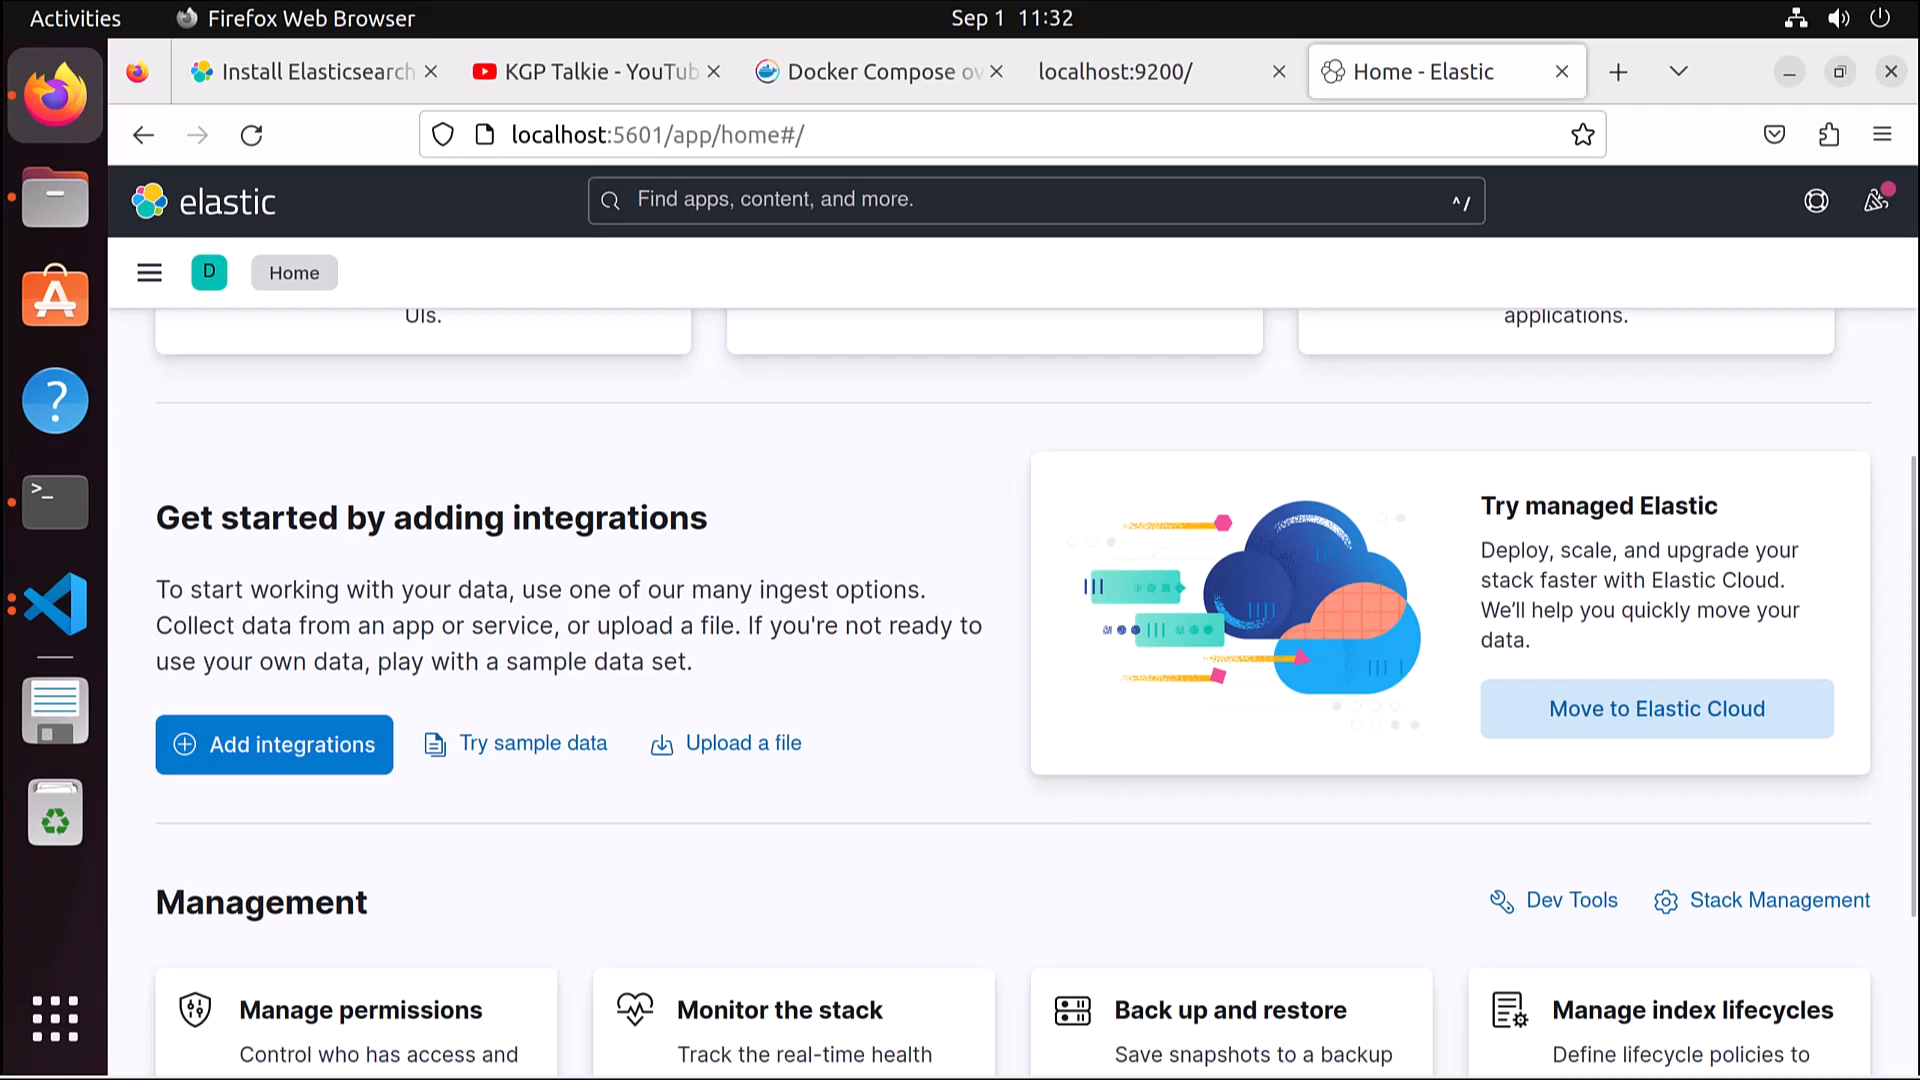 Activities
Firefox Web Browser
Sep 1 11:32
Install Elasticsearch
KGP Talkie - YouTub
Docker Compose ov
localhost:9200/
Home - Elastic
localhost:5601/app/home#/
elastic
Find apps, content, and more.
^/
D
Home
UIs.
applications.
Get started by adding integrations
To start working with your data, use one of our many ingest options.
Collect data from an app or service, or upload a file. If you're not ready to
use your own data, play with a sample data set.
Add integrations
Try sample data
Upload a file
Try managed Elastic
Deploy, scale, and upgrade your
stack faster with Elastic Cloud.
We'll help you quickly move your
data.
Move to Elastic Cloud
Management
Dev Tools
Stack Management
Manage permissions
Control who has access and
Monitor the stack
Track the real-time health
Back up and restore
Save snapshots to a backup
Manage index lifecycles
Define lifecycle policies to